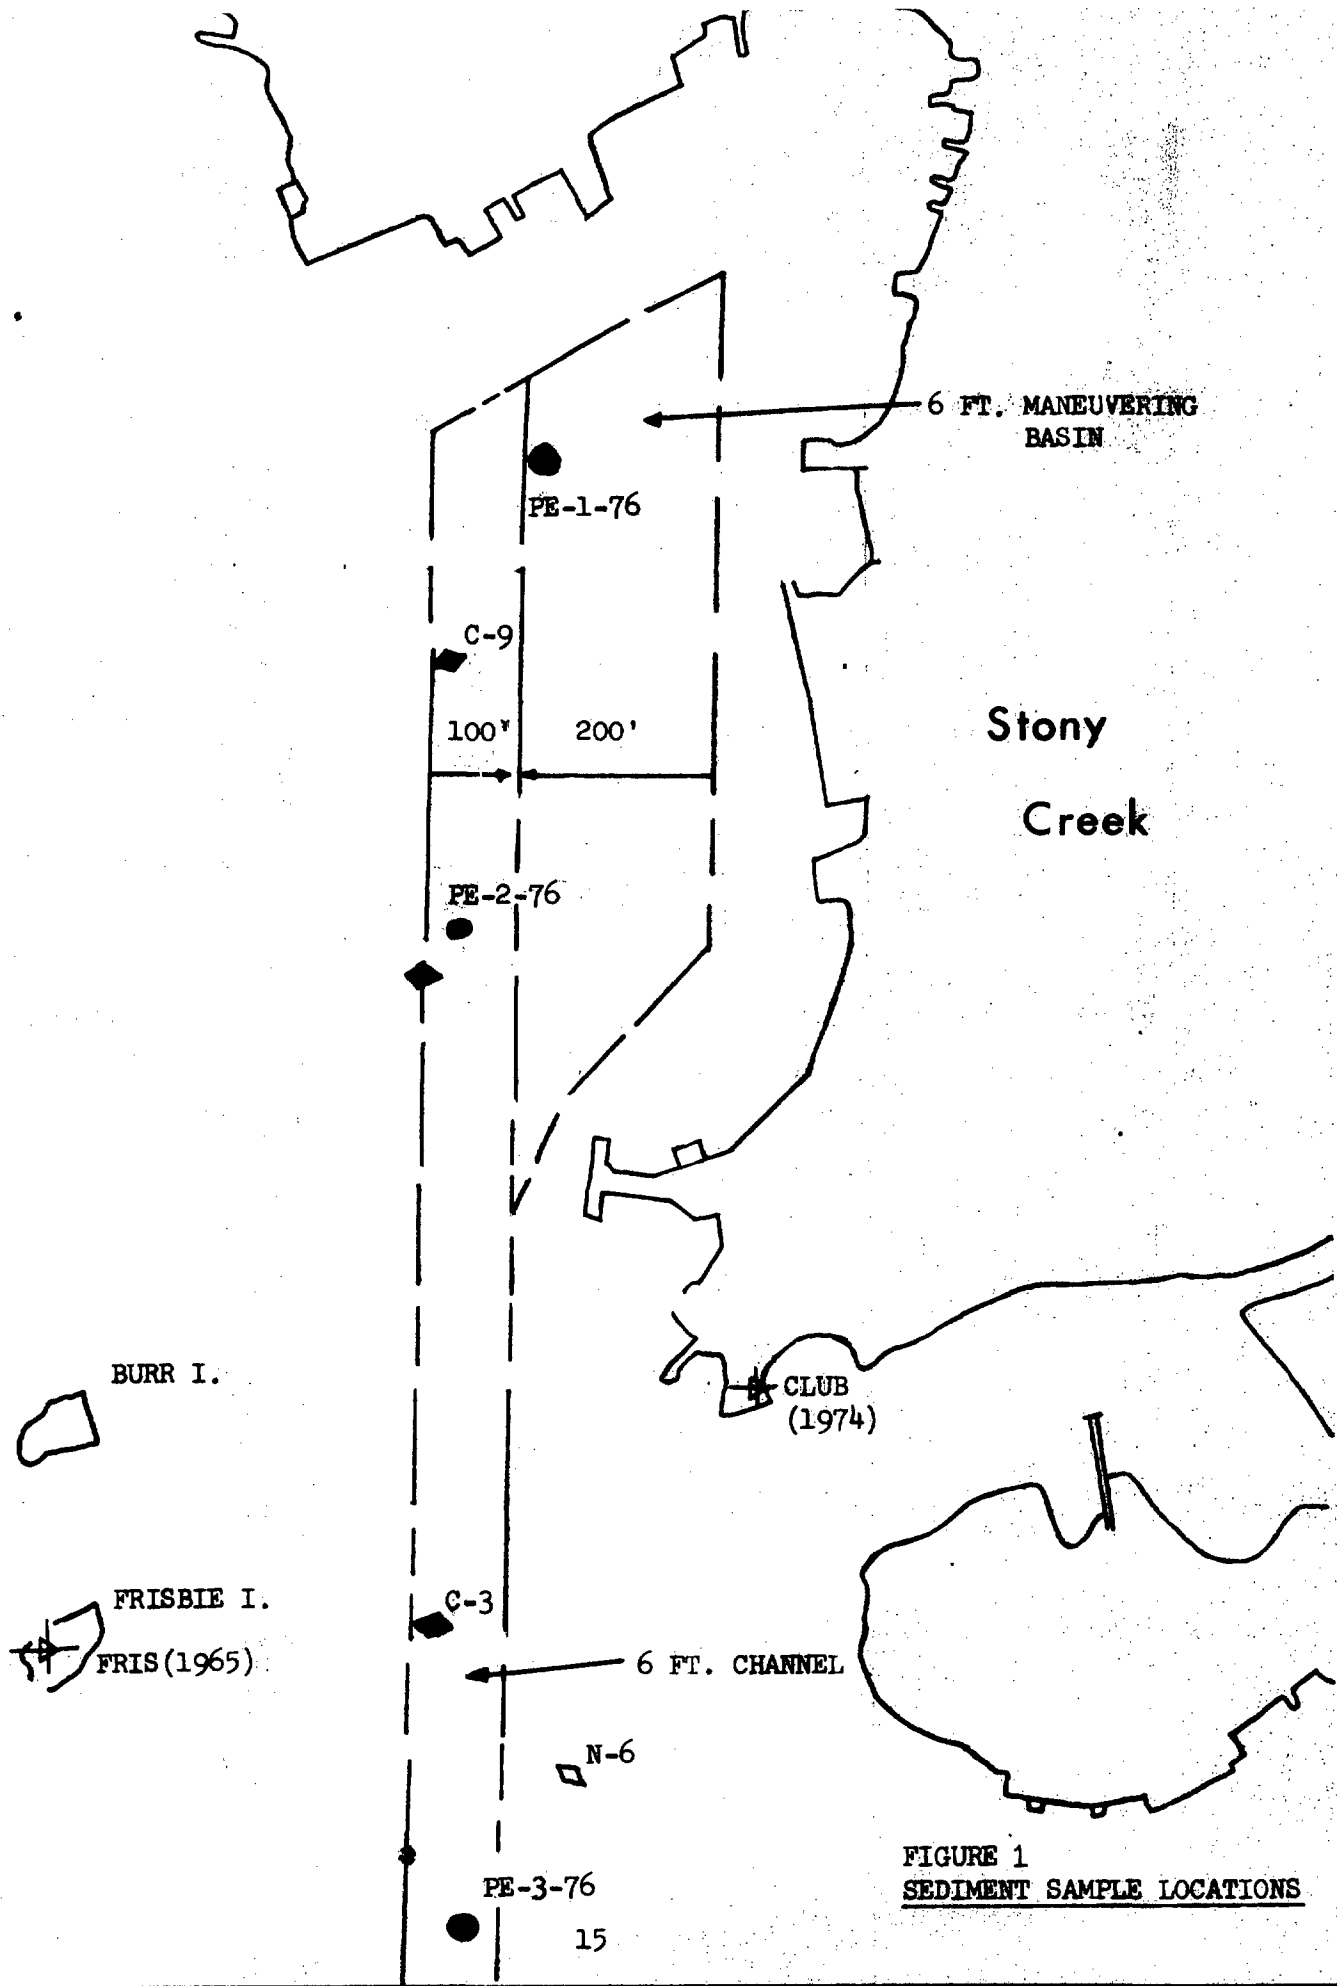 6 FT. MANEUVERING
BASIN
PE-1-76
C-9
100'
200'
Stony
Creek
PE-2-76
BURR I.
CLUB
(1974)
FRISBIE I.
FRIS(1965)
C-3
6 FT. CHANNEL
N-6
PE-3-76
15
FIGURE 1
SEDIMENT SAMPLE LOCATIONS